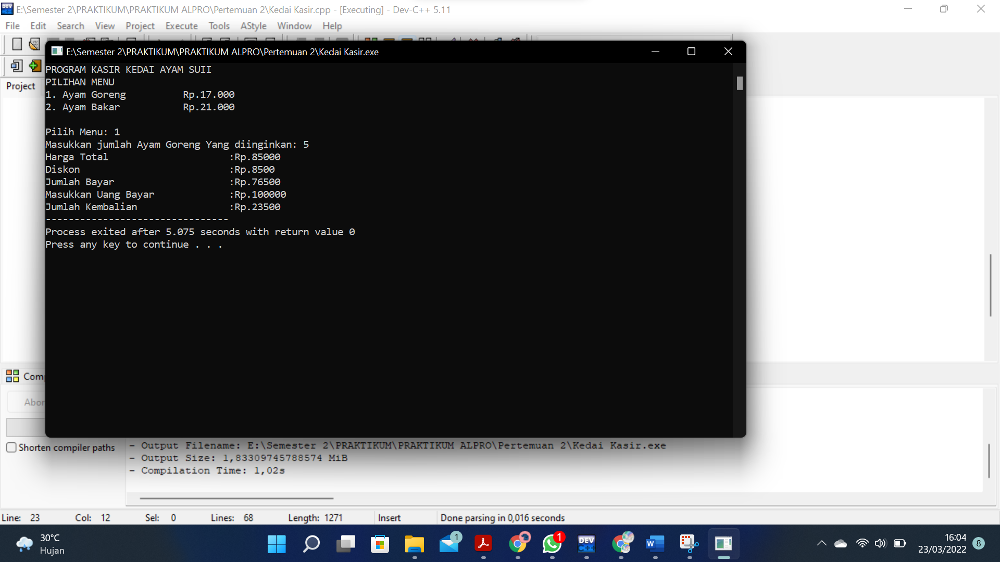 E:\Semester 2\PRAKTIKUM\PRAKTIKUM ALPRO\Pertemuan 2\Kedai Kasir.cpp - [Executing] - Dev-C++ 5.11
File Edit Search View Project Execute Tools AStyle Window Help
E:\Semester 2\PRAKTIKUM\PRAKTIKUM ALPRO\Pertemuan 2\Kedai Kasir.exe
Project
PROGRAM KASIR KEDAI AYAM SUII
PILIHAN MENU
1. Ayam Goreng Rp.17.000
2. Ayam Bakar Rp.21.000
Pilih Menu: 1
Masukkan jumlah Ayam Goreng Yang diinginkan: 5
Harga Total :Rp.85000
Diskon :Rp.8500
Jumlah Bayar :Rp.76500
Masukkan Uang Bayar :Rp.100000
Jumlah Kembalian :Rp.23500
--------------------------------
Process exited after 5.075 seconds with return value 0
Press any key to continue . . .
Comp
Abor
Shorten compiler paths
- Output Filename: E:\Semester 2\PRAKTIKUM\PRAKTIKUM ALPRO\Pertemuan 2\Kedai Kasir.exe
- Output Size: 1,83309745788574 MiB
- Compilation Time: 1,02s
Line: 23 Col: 12 Sel: 0 Lines: 68 Length: 1271 Insert Done parsing in 0,016 seconds
30°C
Hujan
1
1
DEV
C++
W
16:04
23/03/2022
8